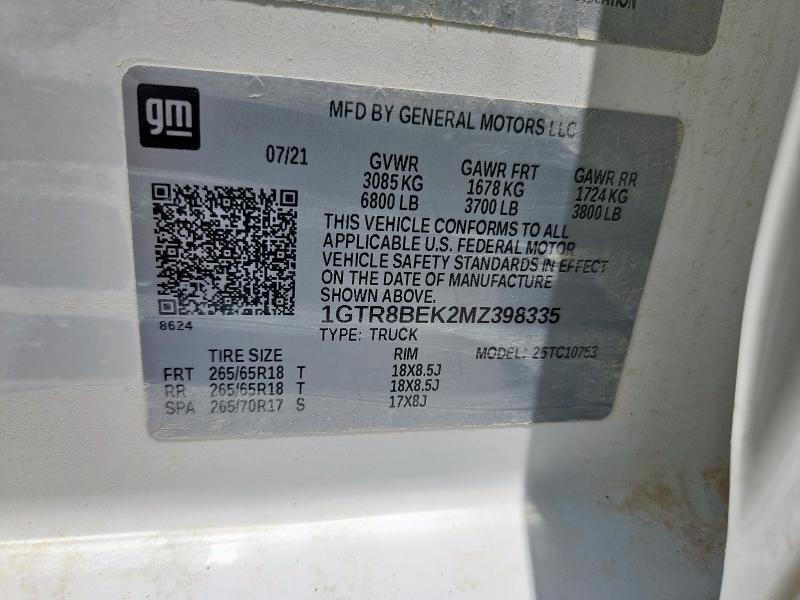 gm
MFD BY GENERAL MOTORS LLC
07/21
GVWR
3085 KG
6800 LB
GAWR FRT
1678 KG
3700 LB
GAWR RR
1724 KG
3800 LB
THIS VEHICLE CONFORMS TO ALL
APPLICABLE U.S. FEDERAL MOTOR
VEHICLE SAFETY STANDARDS IN EFFECT
ON THE DATE OF MANUFACTURE
SHOWN ABOVE.
8624
1GTR8BEK2MZ398335
TYPE: TRUCK
MODEL: 25TC10753
TIRE SIZE RIM
FRT 265/65R18 T 18X8.5J
RR 265/65R18 T 18X8.5J
SPA 265/70R17 S 17X8J